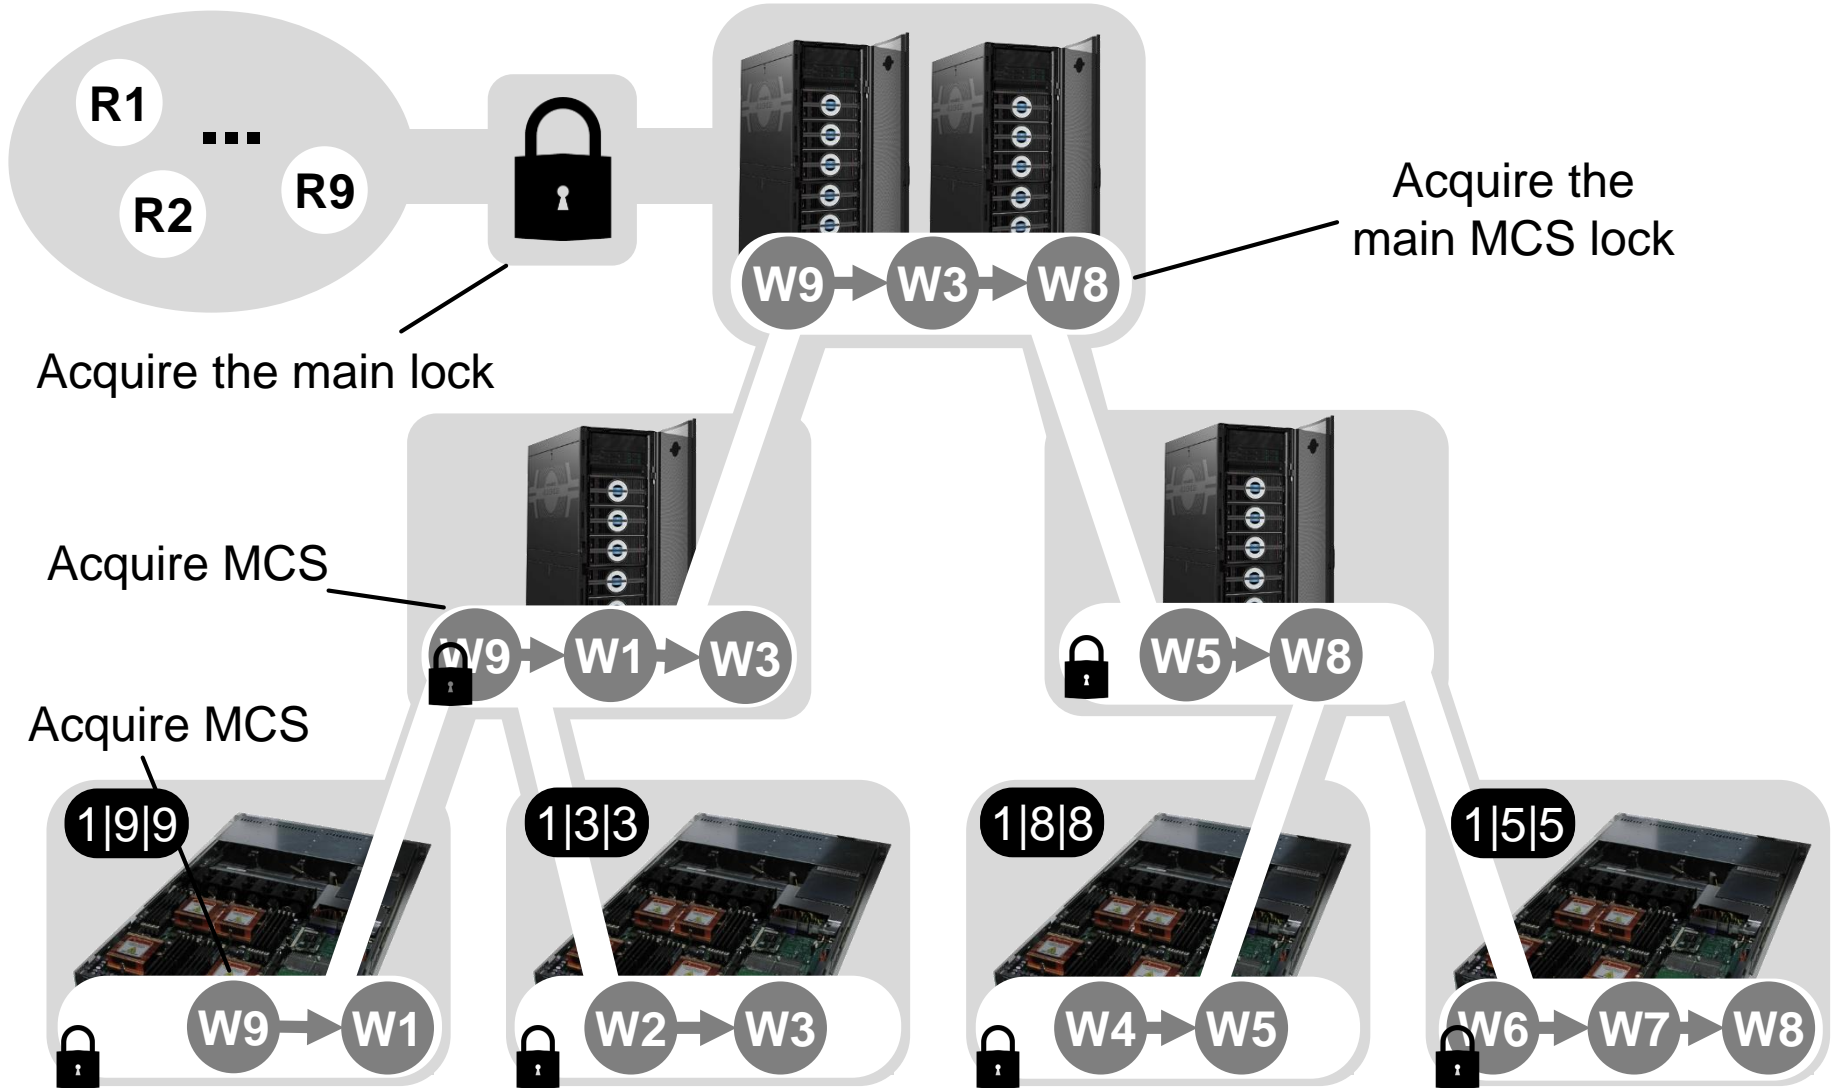 R1
...
R2
R9
Acquire the
main MCS lock
W9 W3 W8
Acquire the main lock
Acquire MCS
W9 W1 W3
W5 W8
Acquire MCS
1|9|9
1|3|3
1|8|8
1|5|5
W9 W1
W2 W3
W4 W5
W6 W7 W8